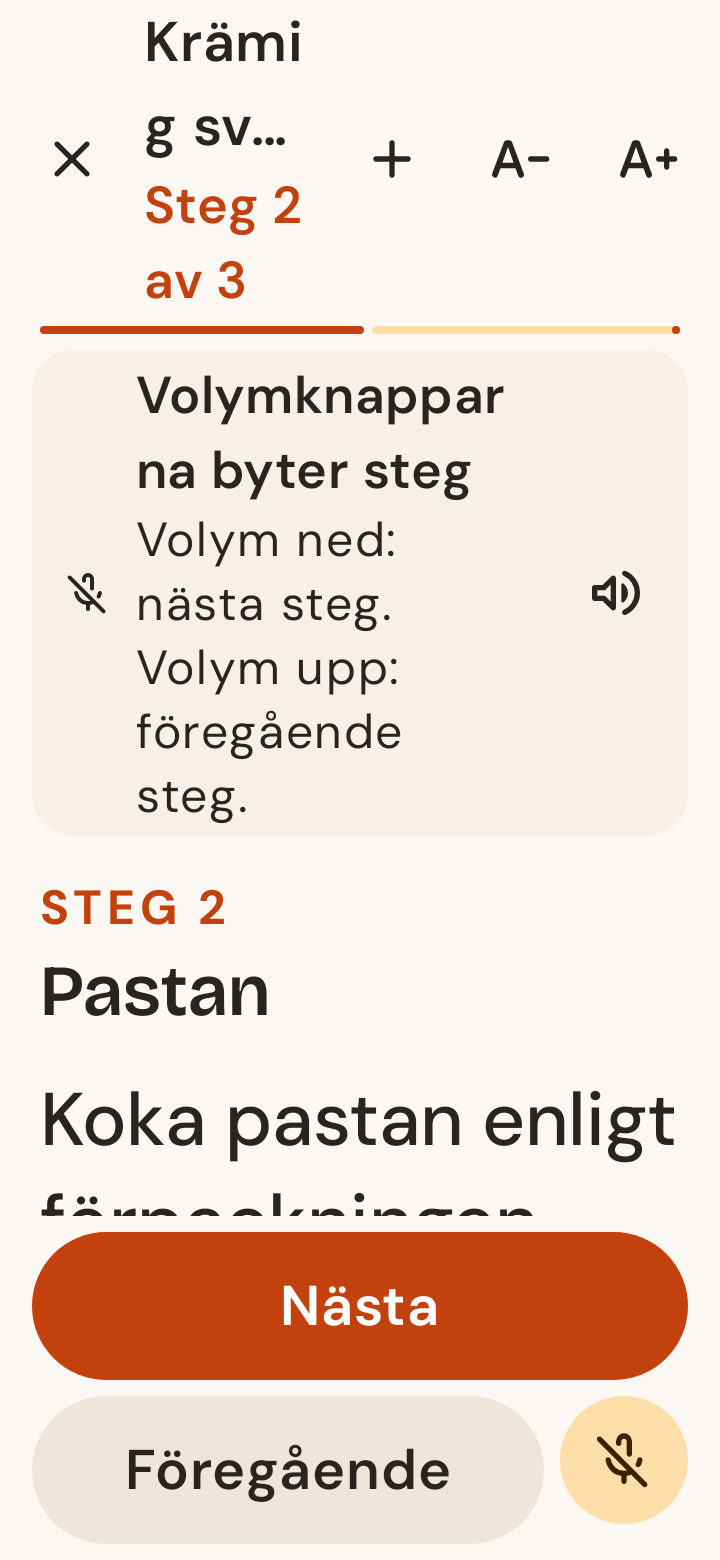 Krämi
g sv...
Steg 2
av 3
A-
A+
Volymknappar
na byter steg
Volym ned:
nästa steg.
Volym upp:
föregående
steg.
STEG 2
Pastan
Koka pastan enligt
förpackningen
Nästa
Föregående